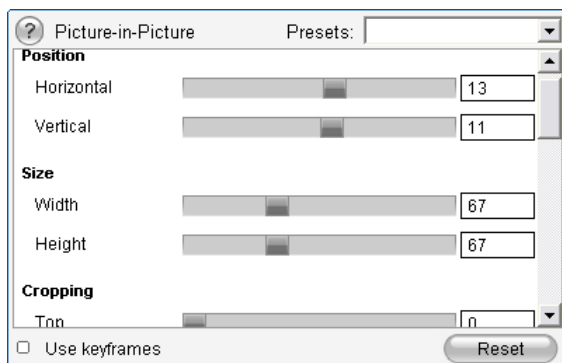 ? Picture-in-Picture Presets:
Position
Horizontal 13
Vertical 11
Size
Width 67
Height 67
Cropping
Top 0
Use keyframes Reset